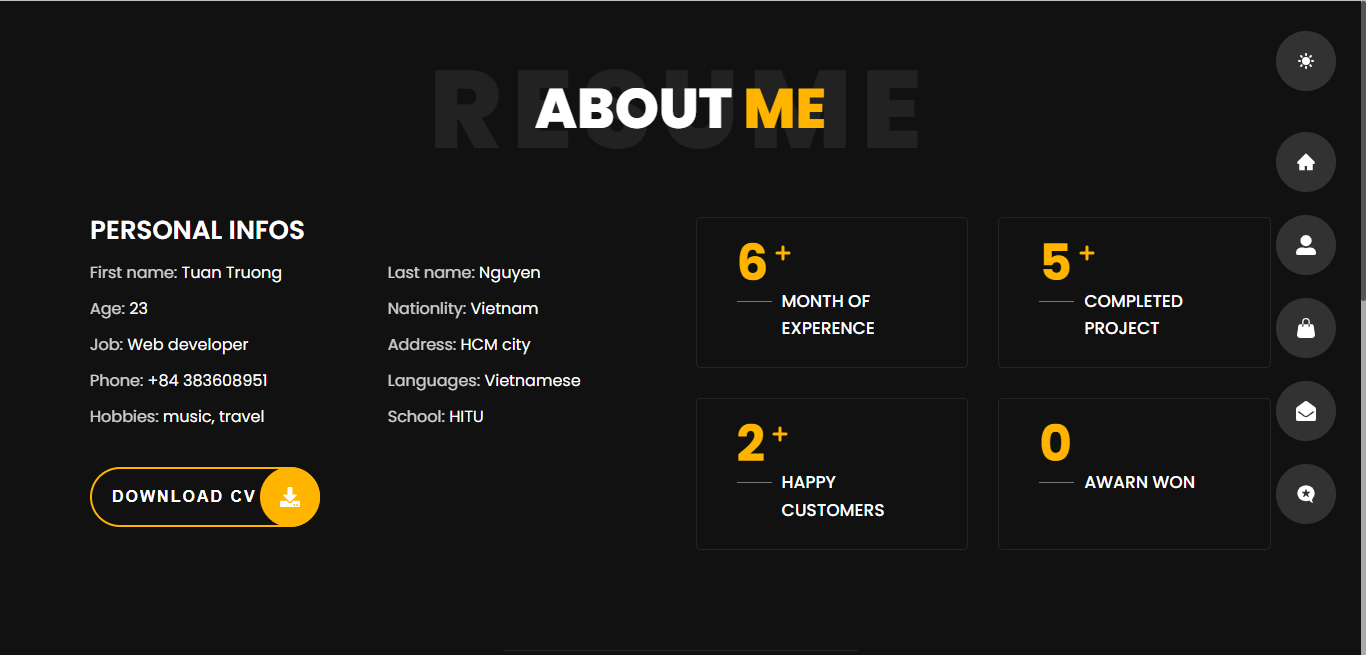 RESUME
ABOUT ME
PERSONAL INFOS
First name: Tuan Truong
Last name: Nguyen
Age: 23
Nationlity: Vietnam
Job: Web developer
Address: HCM city
Phone: +84 383608951
Languages: Vietnamese
Hobbies: music, travel
School: HITU
DOWNLOAD CV
6+
MONTH OF
EXPERENCE
5+
COMPLETED
PROJECT
2+
HAPPY
CUSTOMERS
0
AWARN WON